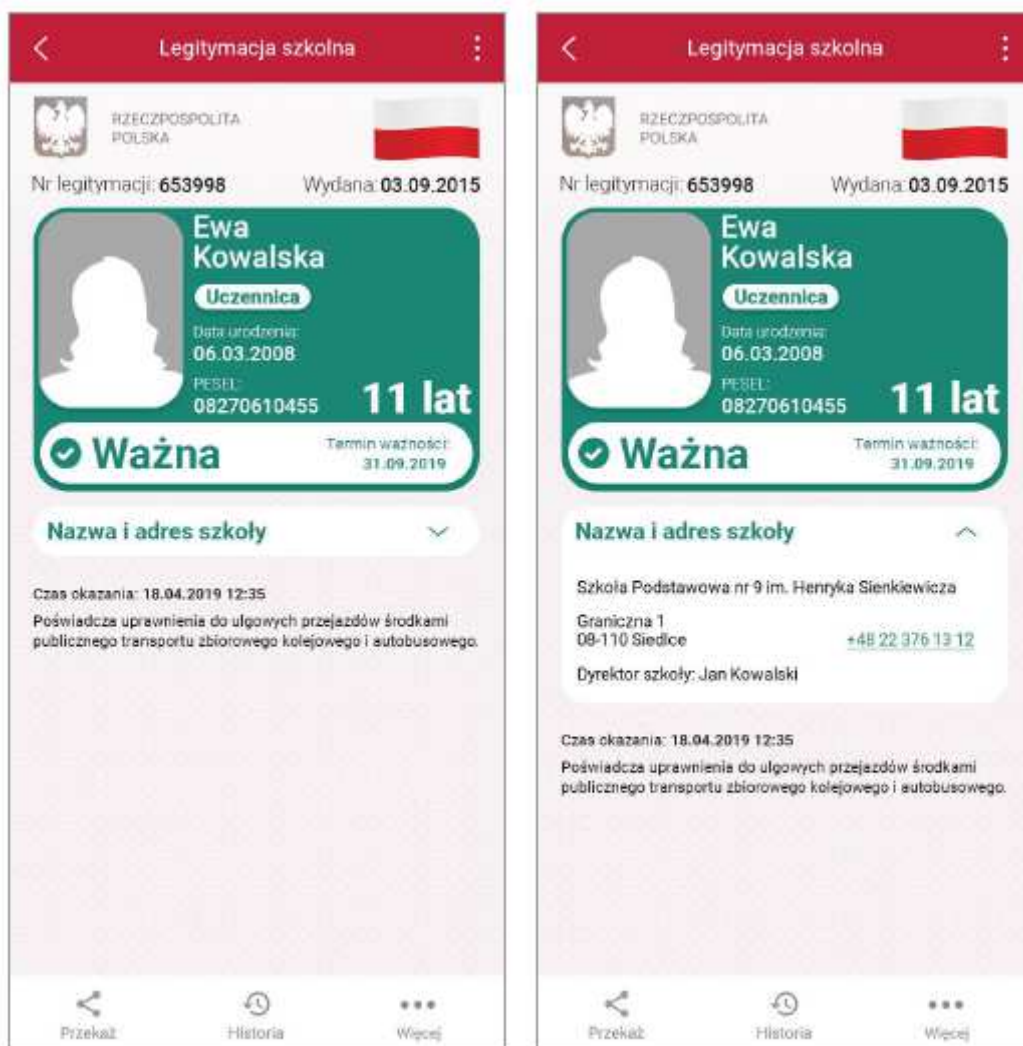 Legitymacja szkolna
RZECZPOSPOLITA
POLSKA
Nr legitymacji: 653998 Wydana: 03.09.2015
Ewa
Kowalska
Uczennica
Data urodzenia:
06.03.2008
PESEL:
08270610455
11 lat
Ważna
Termin ważności:
31.09.2019
Nazwa i adres szkoły
Czas okazania: 18.04.2019 12:35
Poświadcza uprawnienia do ulgowych przejazdów środkami
publicznego transportu zbiorowego kolejowego i autobusowego.
Przekaż
Historia
Więcej
Legitymacja szkolna
RZECZPOSPOLITA
POLSKA
Nr legitymacji: 653998 Wydana: 03.09.2015
Ewa
Kowalska
Uczennica
Data urodzenia:
06.03.2008
PESEL:
08270610455
11 lat
Ważna
Termin ważności:
31.09.2019
Nazwa i adres szkoły
Szkoła Podstawowa nr 9 im. Henryka Sienkiewicza
Graniczna 1
08-110 Siedlce +48 22 376 13 12
Dyrektor szkoły: Jan Kowalski
Czas okazania: 18.04.2019 12:35
Poświadcza uprawnienia do ulgowych przejazdów środkami
publicznego transportu zbiorowego kolejowego i autobusowego.
Przekaż
Historia
Więcej